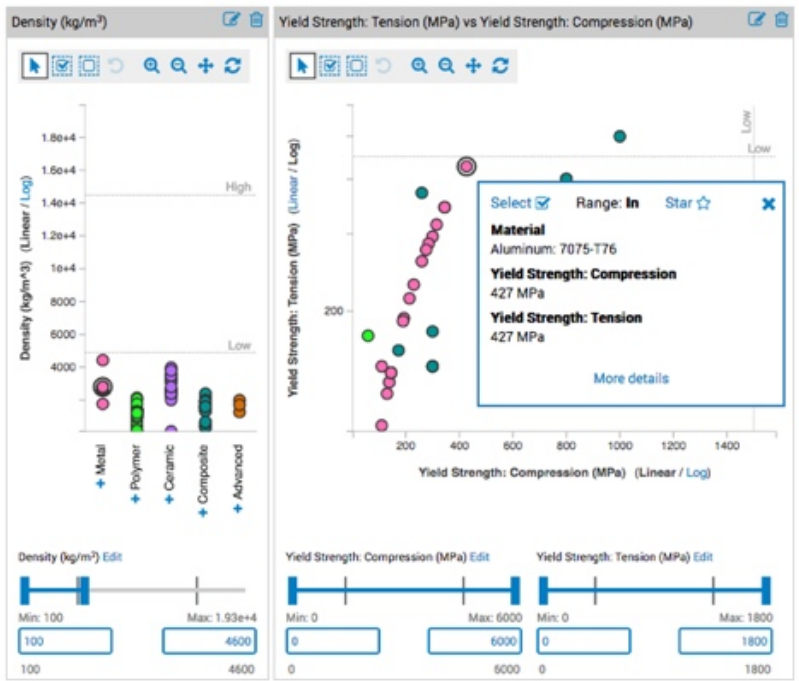 Density (kg/m³)
Yield Strength: Tension (MPa) vs Yield Strength: Compression (MPa)
Density (kg/m^3) (Linear / Log)
1.8e+4
1.6e+4
1.4e+4
1.2e+4
1e+4
8000
6000
4000
High
Low
+ Metal
+ Polymer
+ Ceramic
+ Composite
+ Advanced
Yield Strength: Tension (MPa) (Linear / Log)
200
Low
Low
Select
Range: In
Star
Material
Aluminum: 7075-T76
Yield Strength: Compression
427 MPa
Yield Strength: Tension
427 MPa
More details
200 400 600 800 1000 1200 1400
Yield Strength: Compression (MPa) (Linear / Log)
Density (kg/m³) Edit
Min: 100 Max: 1.93e+4
100 4600
100 4600
Yield Strength: Compression (MPa) Edit
Min: 0 Max: 6000
0 6000
0 6000
Yield Strength: Tension (MPa) Edit
Min: 0 Max: 1800
0 1800
0 1800